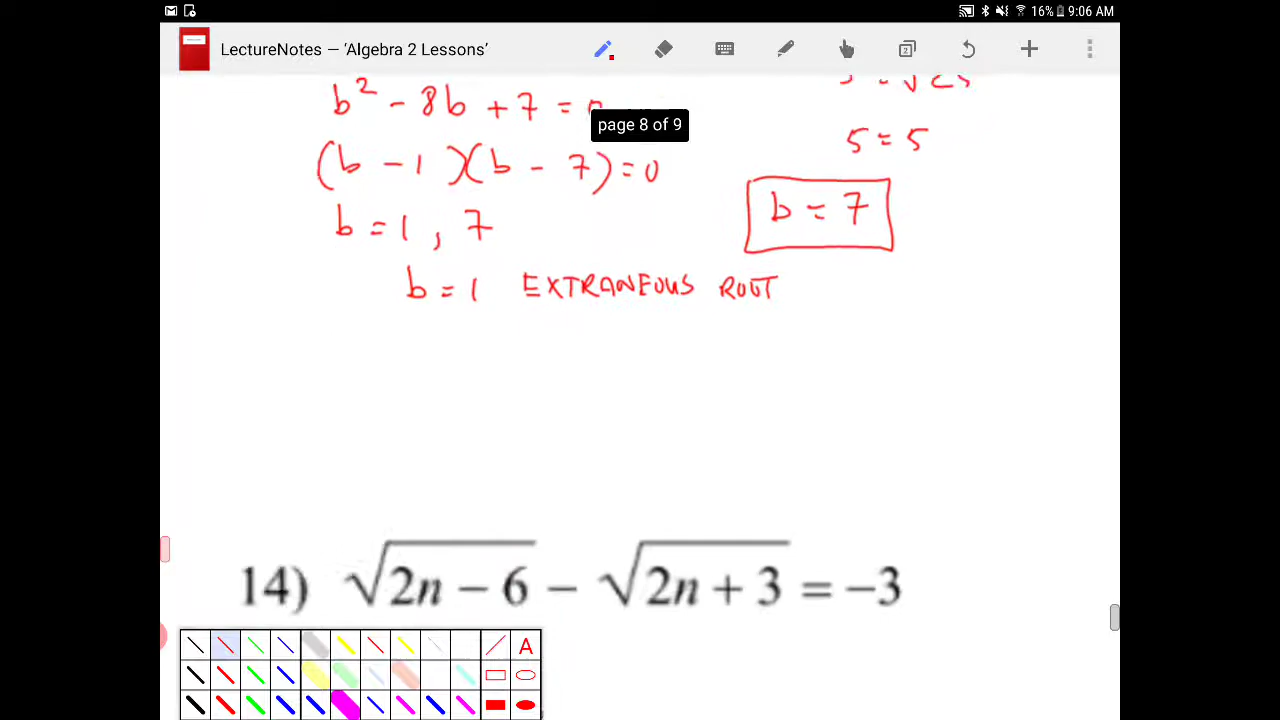 16% 9:06 AM
LectureNotes — ‘Algebra 2 Lessons’
b² - 8b + 7 = 0
page 8 of 9
(b - 1)(b - 7) = 0
b = 1, 7
b = 1 EXTRANEOUS ROOT
5 = 5
b = 7
14) √(2n − 6) − √(2n + 3) = −3
A